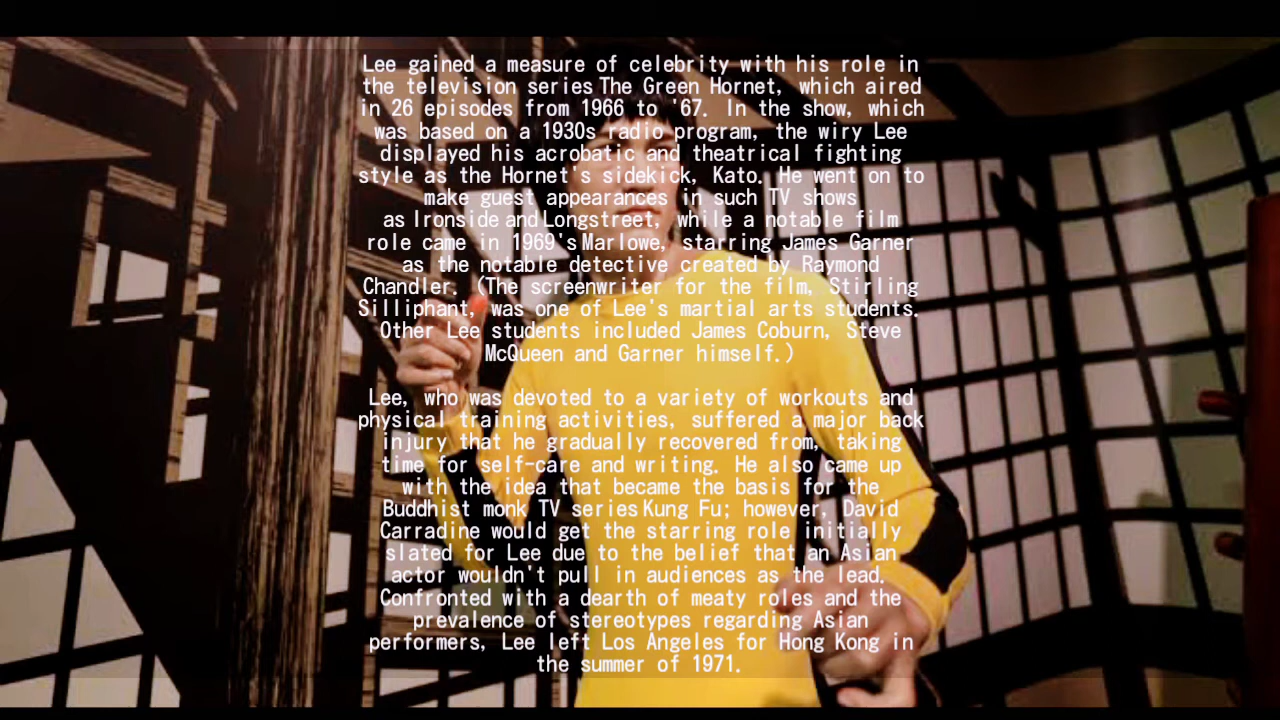 Lee gained a measure of celebrity with his role in
the television series The Green Hornet, which aired
in 26 episodes from 1966 to '67. In the show, which
was based on a 1930s radio program, the wiry Lee
displayed his acrobatic and theatrical fighting
style as the Hornet's sidekick, Kato. He went on to
make guest appearances in such TV shows
as Ironside and Longstreet, while a notable film
role came in 1969's Marlowe, starring James Garner
as the notable detective created by Raymond
Chandler. (The screenwriter for the film, Stirling
Silliphant, was one of Lee's martial arts students.
Other Lee students included James Coburn, Steve
McQueen and Garner himself.)
Lee, who was devoted to a variety of workouts and
physical training activities, suffered a major back
injury that he gradually recovered from, taking
time for self-care and writing. He also came up
with the idea that became the basis for the
Buddhist monk TV series Kung Fu; however, David
Carradine would get the starring role initially
slated for Lee due to the belief that an Asian
actor wouldn't pull in audiences as the lead.
Confronted with a dearth of meaty roles and the
prevalence of stereotypes regarding Asian
performers, Lee left Los Angeles for Hong Kong in
the summer of 1971.